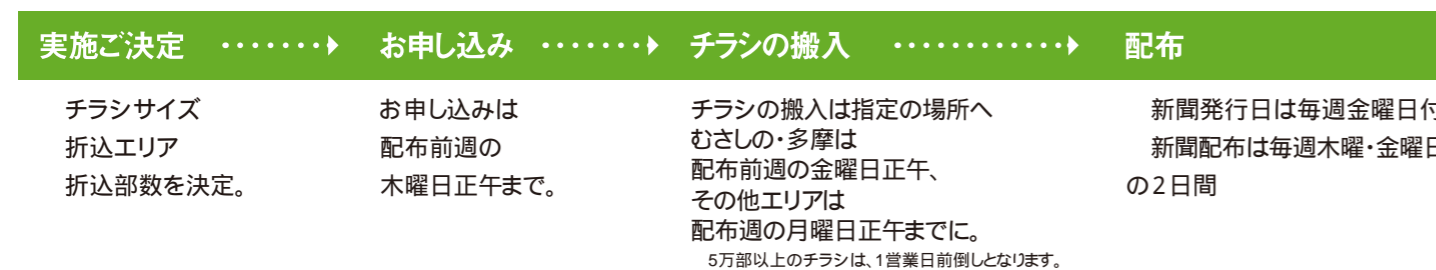 実施ご決定 ・・・・・・・▶ お申し込み ・・・・・・・▶ チラシの搬入 ・・・・・・・・・・・・▶ 配布
チラシサイズ
折込エリア
折込部数を決定。
お申し込みは
配布前週の
木曜日正午まで。
チラシの搬入は指定の場所へ
むさしの・多摩は
配布前週の金曜日正午、
その他エリアは
配布週の月曜日正午までに。
5万部以上のチラシは、1営業日前倒しとなります。
新聞発行日は毎週金曜日付
新聞配布は毎週木曜・金曜日
の2日間